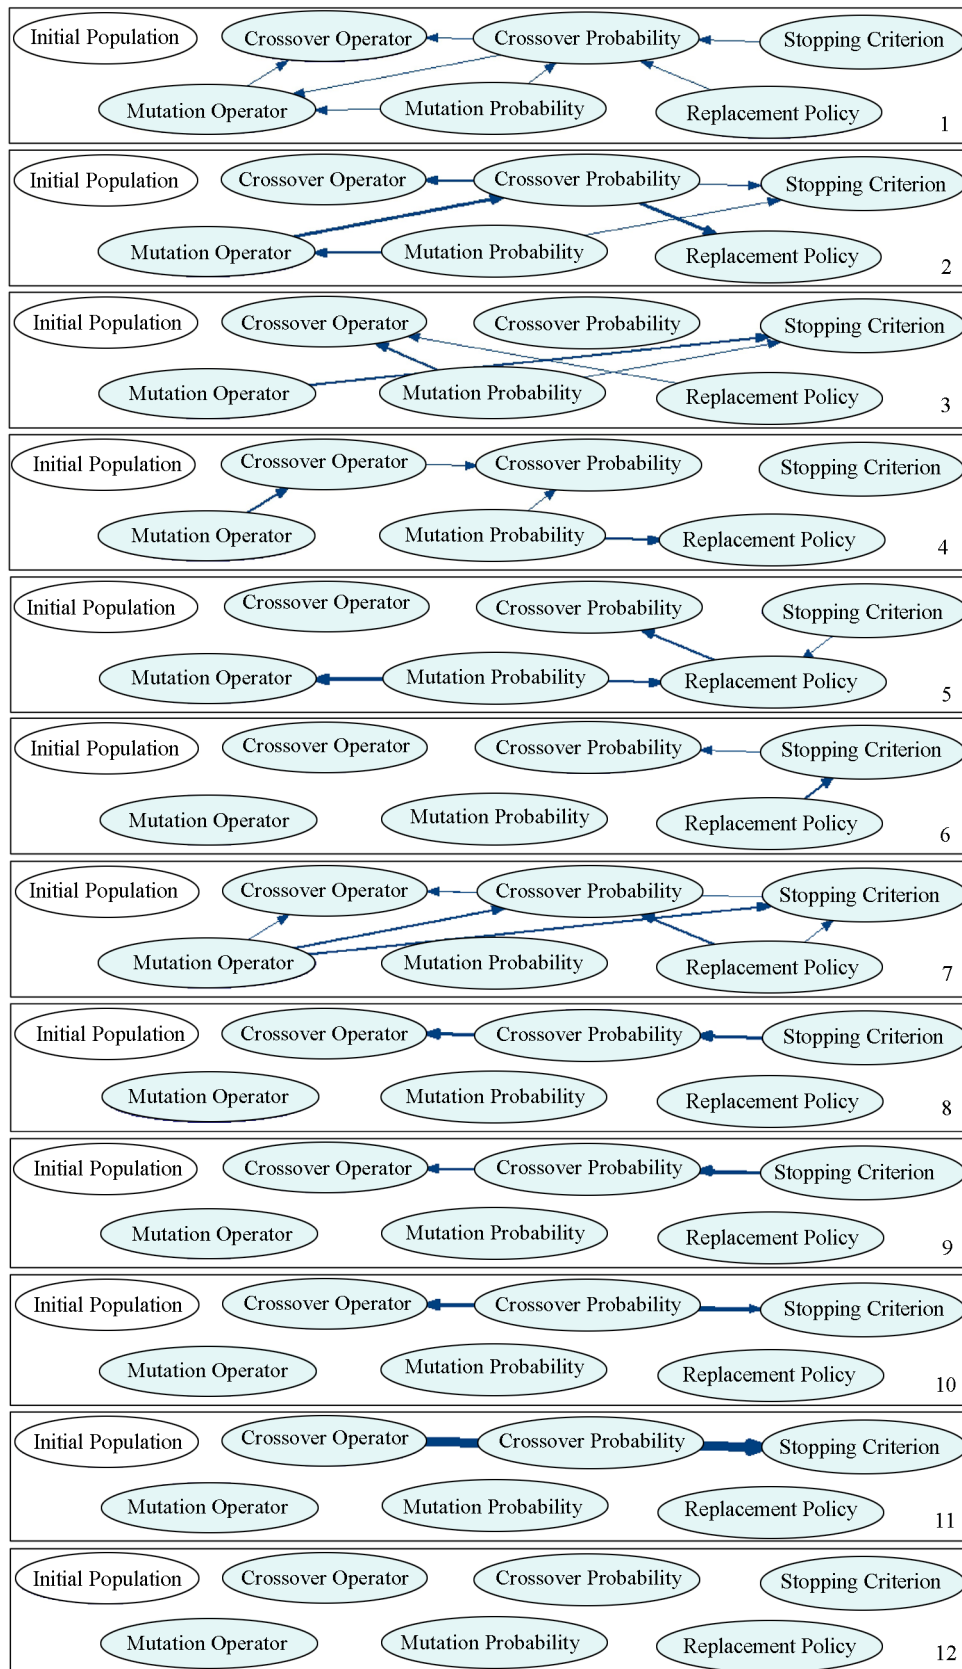 Initial Population Crossover Operator Crossover Probability Stopping Criterion
Mutation Operator Mutation Probability Replacement Policy 1
Initial Population Crossover Operator Crossover Probability Stopping Criterion
Mutation Operator Mutation Probability Replacement Policy 2
Initial Population Crossover Operator Crossover Probability Stopping Criterion
Mutation Operator Mutation Probability Replacement Policy 3
Initial Population Crossover Operator Crossover Probability Stopping Criterion
Mutation Operator Mutation Probability Replacement Policy 4
Initial Population Crossover Operator Crossover Probability Stopping Criterion
Mutation Operator Mutation Probability Replacement Policy 5
Initial Population Crossover Operator Crossover Probability Stopping Criterion
Mutation Operator Mutation Probability Replacement Policy 6
Initial Population Crossover Operator Crossover Probability Stopping Criterion
Mutation Operator Mutation Probability Replacement Policy 7
Initial Population Crossover Operator Crossover Probability Stopping Criterion
Mutation Operator Mutation Probability Replacement Policy 8
Initial Population Crossover Operator Crossover Probability Stopping Criterion
Mutation Operator Mutation Probability Replacement Policy 9
Initial Population Crossover Operator Crossover Probability Stopping Criterion
Mutation Operator Mutation Probability Replacement Policy 10
Initial Population Crossover Operator Crossover Probability Stopping Criterion
Mutation Operator Mutation Probability Replacement Policy 11
Initial Population Crossover Operator Crossover Probability Stopping Criterion
Mutation Operator Mutation Probability Replacement Policy 12